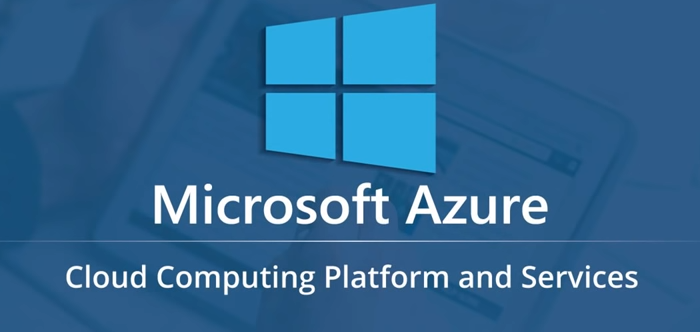 Microsoft Azure
Cloud Computing Platform and Services